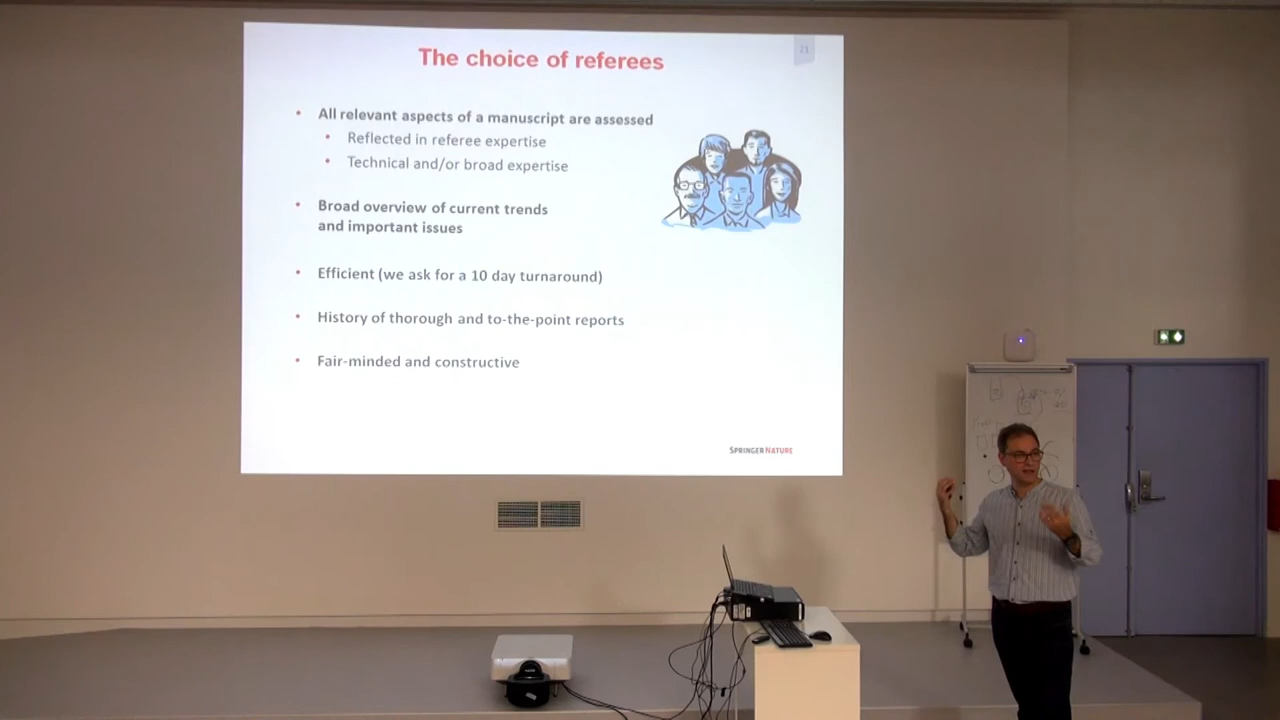 21
The choice of referees
• All relevant aspects of a manuscript are assessed
• Reflected in referee expertise
• Technical and/or broad expertise
• Broad overview of current trends
and important issues
• Efficient (we ask for a 10 day turnaround)
• History of thorough and to-the-point reports
• Fair-minded and constructive
SPRINGER NATURE